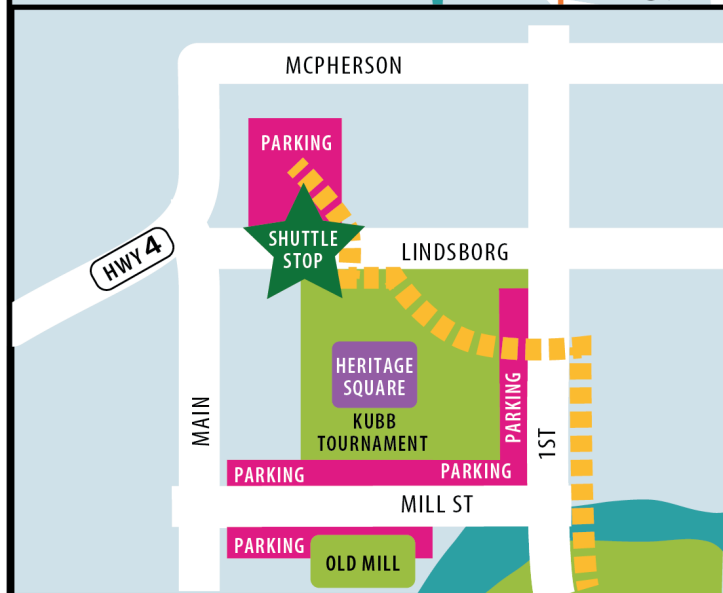 MCPHERSON
PARKING
SHUTTLE
STOP
LINDSBORG
HWY 4
HERITAGE
SQUARE
KUBB
TOURNAMENT
PARKING
MAIN
1ST
PARKING
PARKING
MILL ST
PARKING
OLD MILL